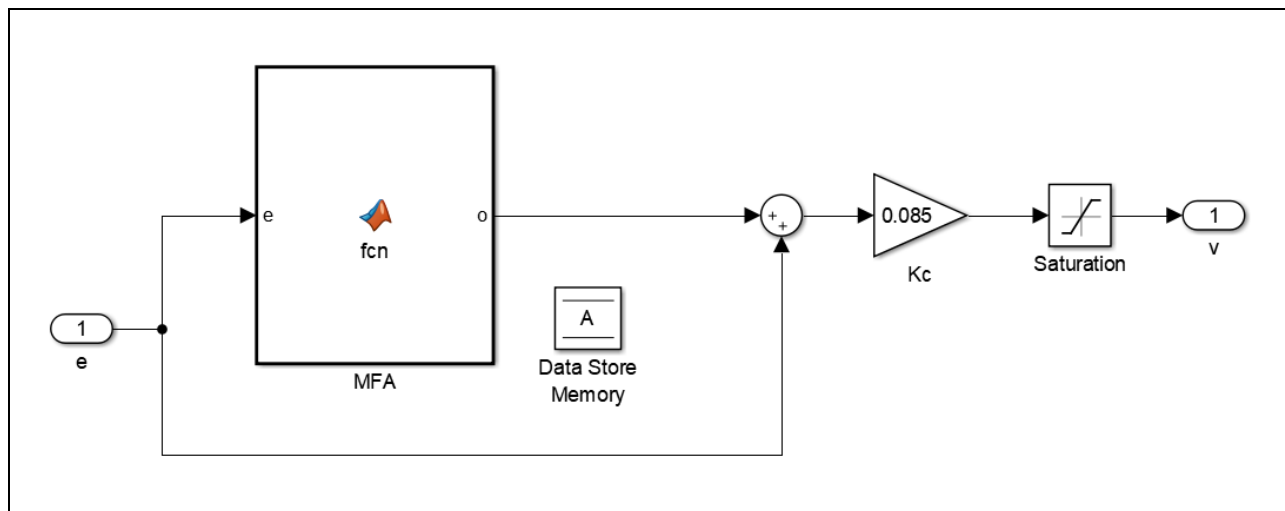 e
fcn
o
MFA
1
e
A
Data Store
Memory
+
+
0.085
Kc
Saturation
1
v